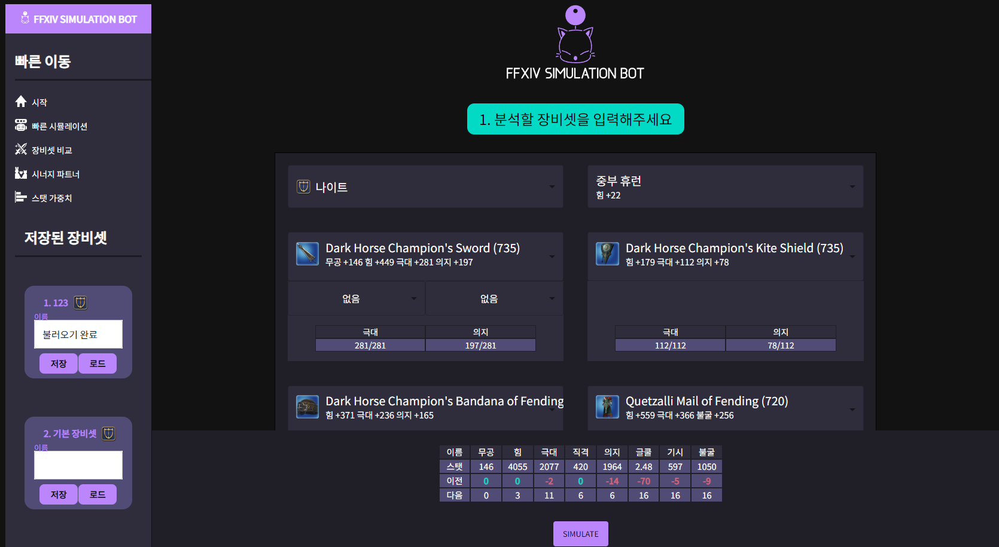 FFXIV SIMULATION BOT
빠른 이동
시작
빠른 시뮬레이션
장비셋 비교
시너지 파트너
스탯 가중치
저장된 장비셋
1. 123
이름
불러오기 완료
저장 로드
2. 기본 장비셋
이름
저장 로드
FFXIV SIMULATION BOT
1. 분석할 장비셋을 입력해주세요
나이트
중부 휴런
힘 +22
Dark Horse Champion's Sword (735)
무공 +146 힘 +449 극대 +281 의지 +197
없음 없음
극대 의지
281/281 197/281
Dark Horse Champion's Kite Shield (735)
힘 +179 극대 +112 의지 +78
극대 의지
112/112 78/112
Dark Horse Champion's Bandana of Fending
힘 +371 극대 +236 의지 +165
Quetzalli Mail of Fending (720)
힘 +559 극대 +366 불굴 +256
이름 무공 힘 극대 직격 의지 글쿨 기시 불굴
스탯 146 4055 2077 420 1964 2.48 597 1050
이전 0 0 -2 0 -14 -70 -5 -9
다음 0 3 11 6 6 16 16 16
SIMULATE